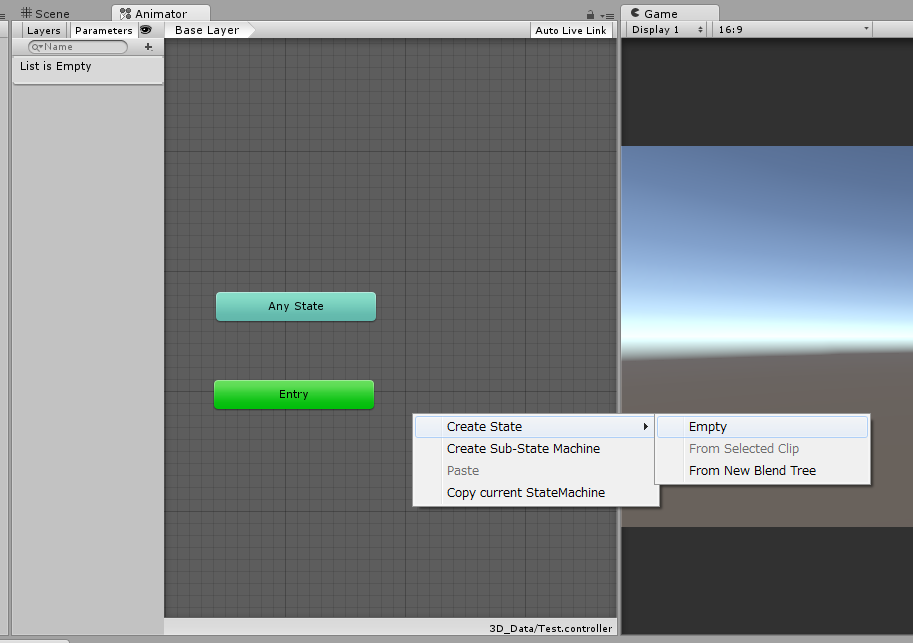 Scene
Animator
Game
Layers
Parameters
Base Layer
Auto Live Link
Display 1
16:9
Name
List is Empty
Any State
Entry
Create State
Create Sub-State Machine
Paste
Copy current StateMachine
Empty
From Selected Clip
From New Blend Tree
3D_Data/Test.controller